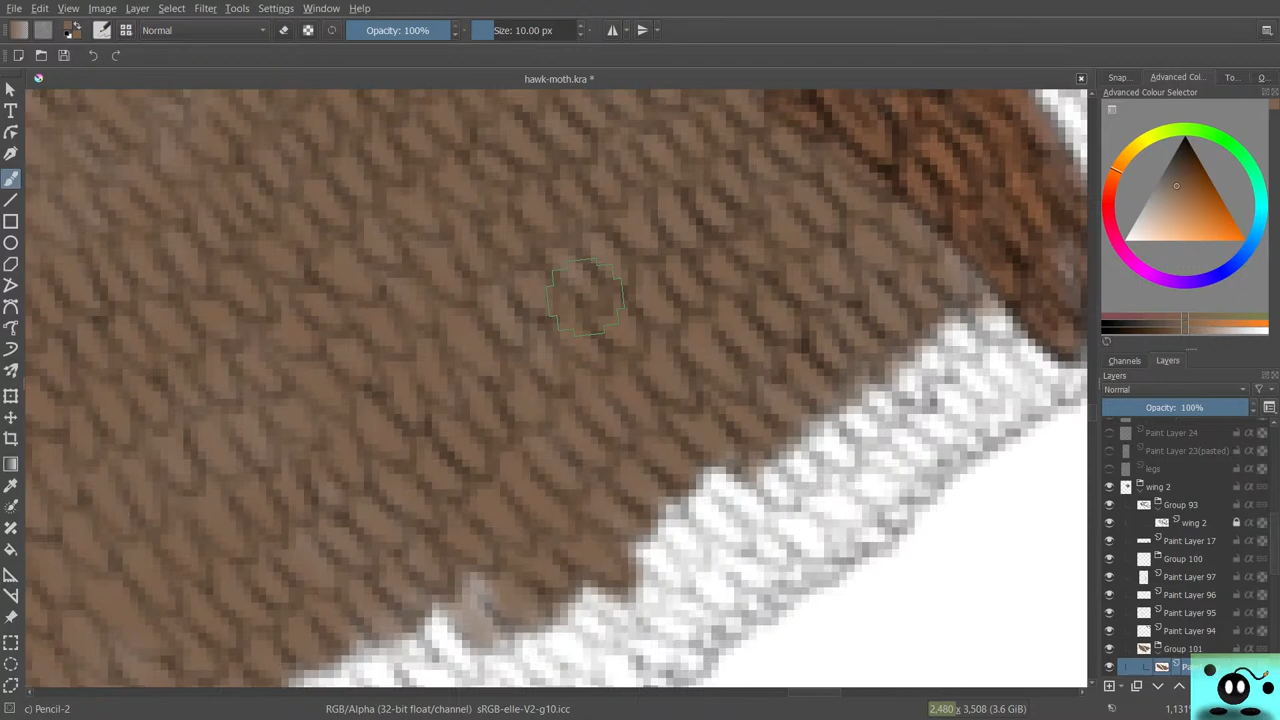 File Edit View Image Layer Select Filter Tools Settings Window Help
Normal Opacity: 100% Size: 10.00 px
hawk-moth.kra *
Snap... Advanced Col... To... O...
Advanced Colour Selector
Channels Layers
Layers
Normal
Opacity: 100%
Paint Layer 24
Paint Layer 23(pasted)
legs
wing 2
Group 93
wing 2
Paint Layer 17
Group 100
Paint Layer 97
Paint Layer 96
Paint Layer 95
Paint Layer 94
Group 101
c) Pencil-2 RGB/Alpha (32-bit float/channel) sRGB-elle-V2-g10.icc 2,480 x 3,508 (3.6 GiB)